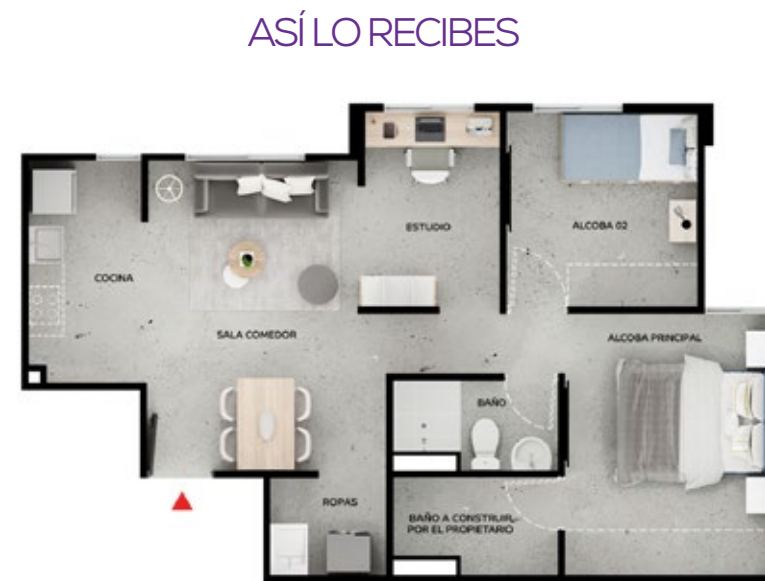 ASÍ LO RECIBES
ESTUDIO
ALCOBA 02
COCINA
SALA COMEDOR
ALCOBA PRINCIPAL
BAÑO
ROPAS
BAÑO A CONSTRUIR
POR EL PROPIETARIO